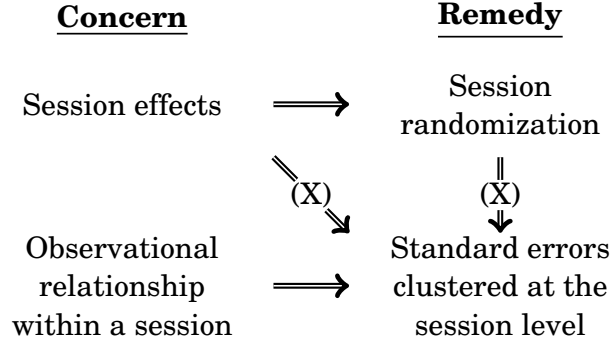 Concern
Remedy
Session effects
Session
randomization
(X)
(X)
Observational
relationship
within a session
Standard errors
clustered at the
session level